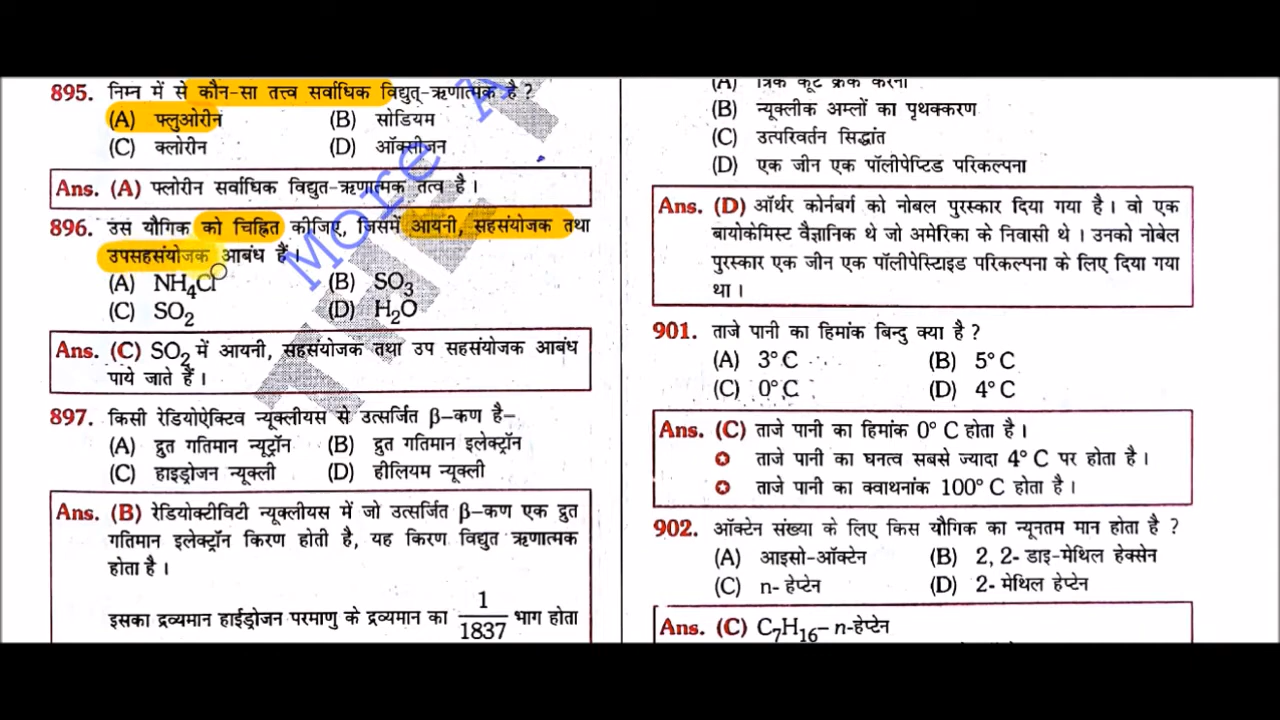 895. निम्न में से कौन-सा तत्त्व सर्वाधिक विद्युत्-ऋणात्मक है ?
(A) फ्लुओरीन (B) सोडियम
(C) क्लोरीन (D) ऑक्सीजन
Ans. (A) फ्लोरीन सर्वाधिक विद्युत-ऋणात्मक तत्व है ।
896. उस यौगिक को चिह्नित कीजिए, जिसमें आयनी, सहसंयोजक तथा
उपसहसंयोजक आबंध हैं ।
(A) NH4Cl (B) SO3
(C) SO2 (D) H2O
Ans. (C) SO2 में आयनी, सहसंयोजक तथा उप सहसंयोजक आबंध
पाये जाते हैं ।
897. किसी रेडियोऐक्टिव न्यूक्लीयस से उत्सर्जित β–कण है–
(A) द्रुत गतिमान न्यूट्रॉन (B) द्रुत गतिमान इलेक्ट्रॉन
(C) हाइड्रोजन न्यूक्ली (D) हीलियम न्यूक्ली
Ans. (B) रेडियोक्टीविटी न्यूक्लीयस में जो उत्सर्जित β–कण एक द्रुत
गतिमान इलेक्ट्रॉन किरण होती है, यह किरण विद्युत ऋणात्मक
होता है ।
इसका द्रव्यमान हाईड्रोजन परमाणु के द्रव्यमान का 1/1837 भाग होता
(A) त्रिक कूट क्रेक करना
(B) न्यूक्लीक अम्लों का पृथक्करण
(C) उत्परिवर्तन सिद्धांत
(D) एक जीन एक पॉलीपेप्टिड परिकल्पना
Ans. (D) ऑर्थर कोर्नबर्ग को नोबल पुरस्कार दिया गया है । वो एक
बायोकेमिस्ट वैज्ञानिक थे जो अमेरिका के निवासी थे । उनको नोबेल
पुरस्कार एक जीन एक पॉलीपेस्टिाइड परिकल्पना के लिए दिया गया
था ।
901. ताजे पानी का हिमांक बिन्दु क्या है ?
(A) 3° C (B) 5° C
(C) 0° C (D) 4° C
Ans. (C) ताजे पानी का हिमांक 0° C होता है ।
✪ ताजे पानी का घनत्व सबसे ज्यादा 4° C पर होता है ।
✪ ताजे पानी का क्वाथनांक 100° C होता है ।
902. ऑक्टेन संख्या के लिए किस यौगिक का न्यूनतम मान होता है ?
(A) आइसो-ऑक्टेन (B) 2, 2- डाइ-मेथिल हेक्सेन
(C) n- हेप्टेन (D) 2- मेथिल हेप्टेन
Ans. (C) C7H16– n-हेप्टेन
More A